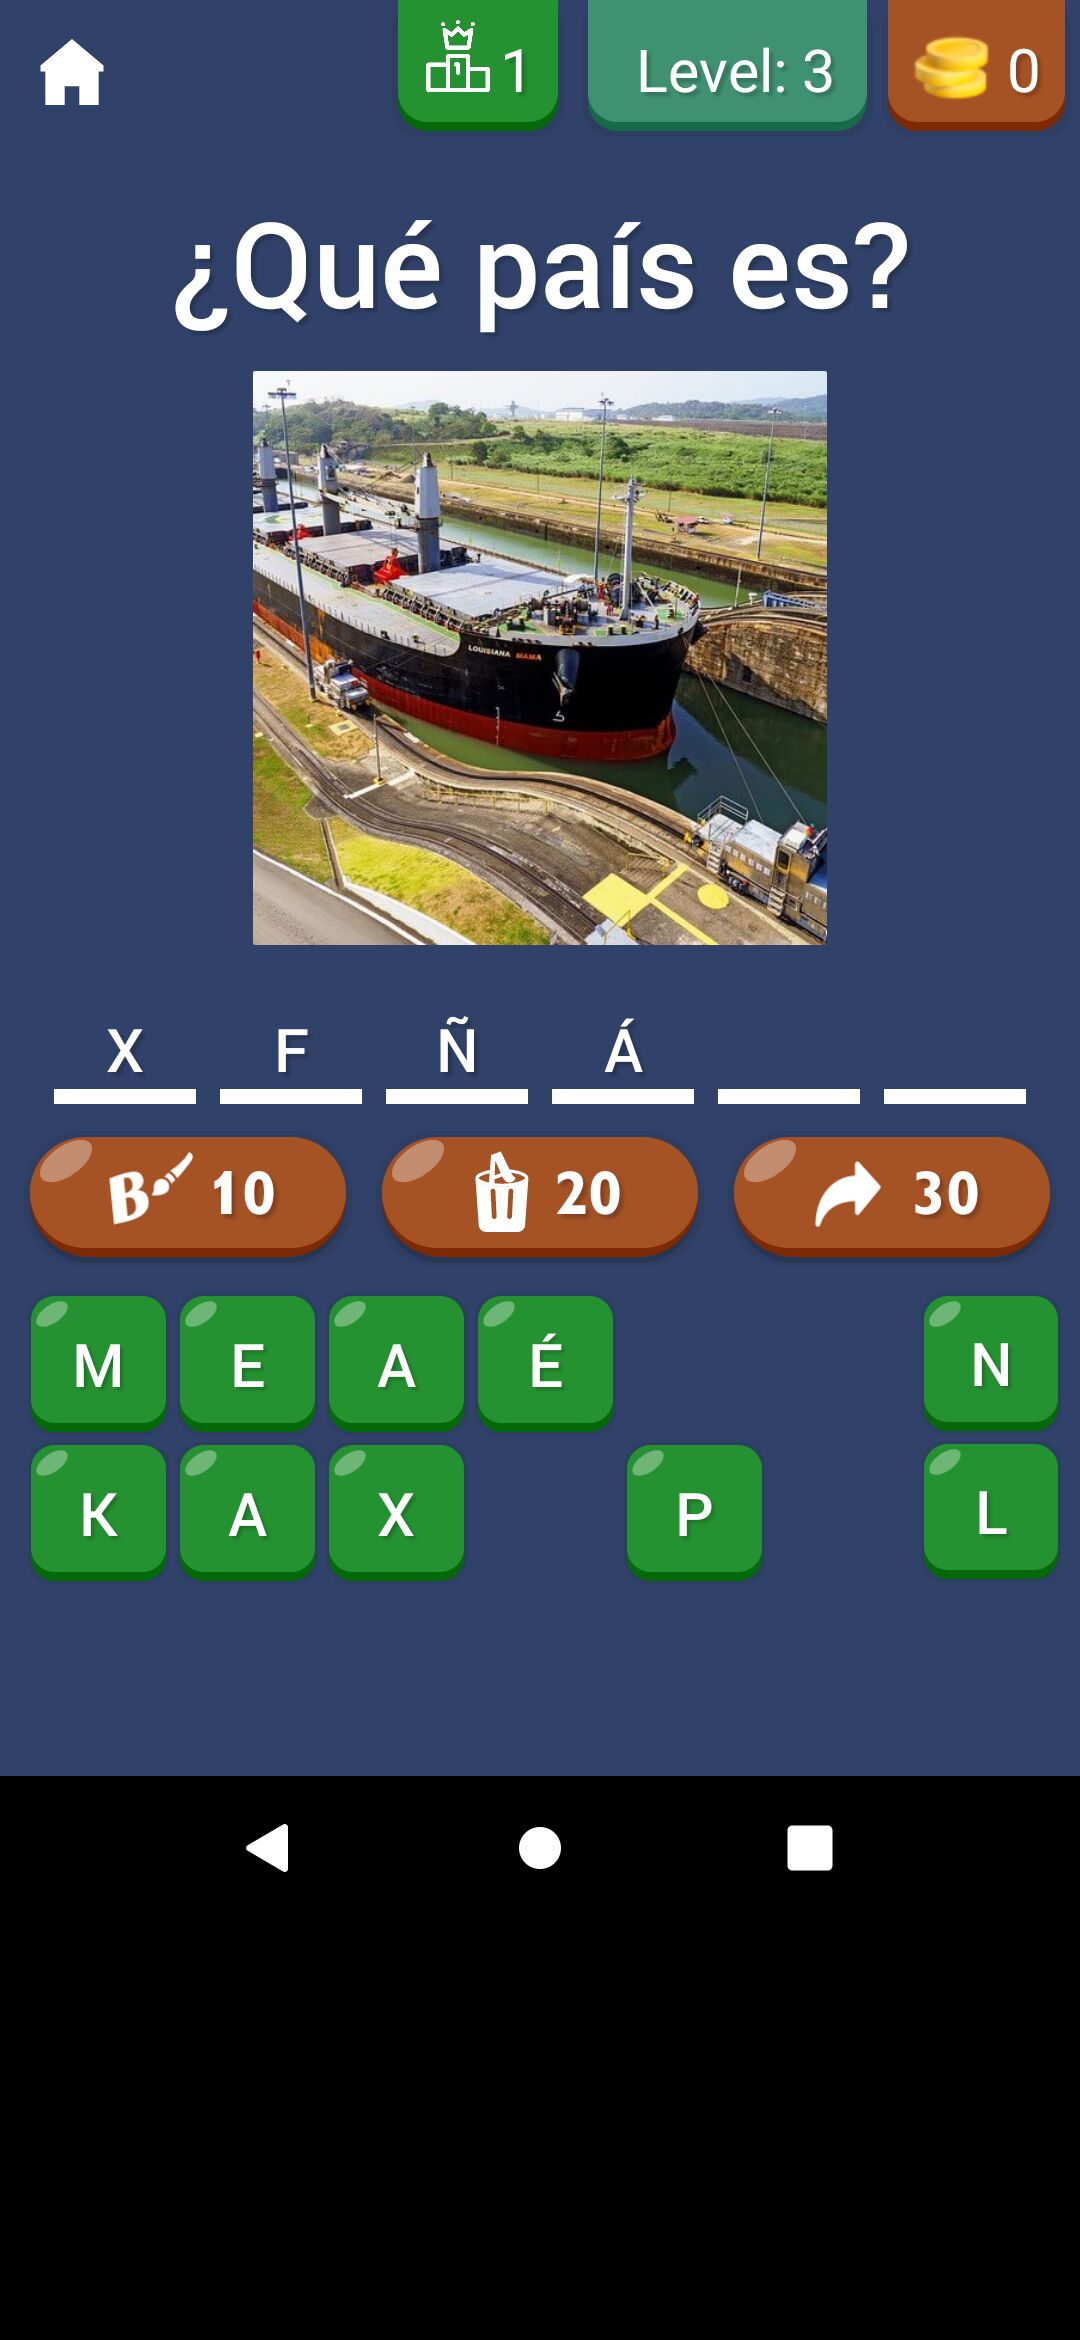 1 Level: 3 0
¿Qué país es?
LOUISIANA MAMA
X F Ñ Á
B 10 20 30
M E A É N
K A X P L